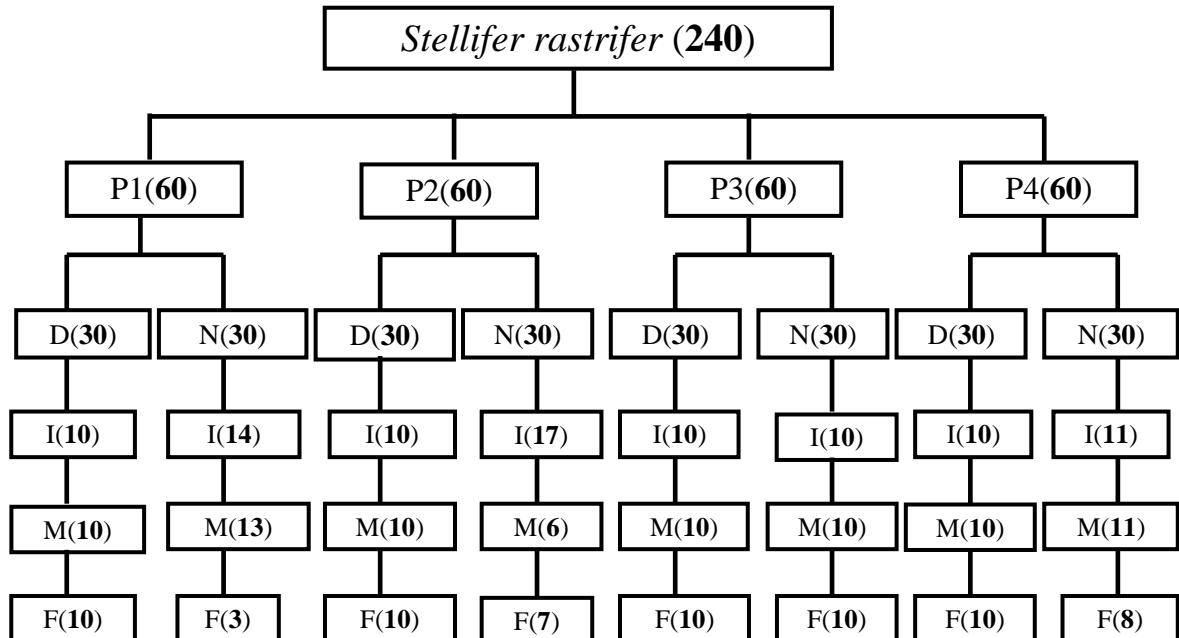 Stellifer rastrifer (240)
P1(60) P2(60) P3(60) P4(60)
D(30) N(30) D(30) N(30) D(30) N(30) D(30) N(30)
I(10) I(14) I(10) I(17) I(10) I(10) I(10) I(11)
M(10) M(13) M(10) M(6) M(10) M(10) M(10) M(11)
F(10) F(3) F(10) F(7) F(10) F(10) F(10) F(8)